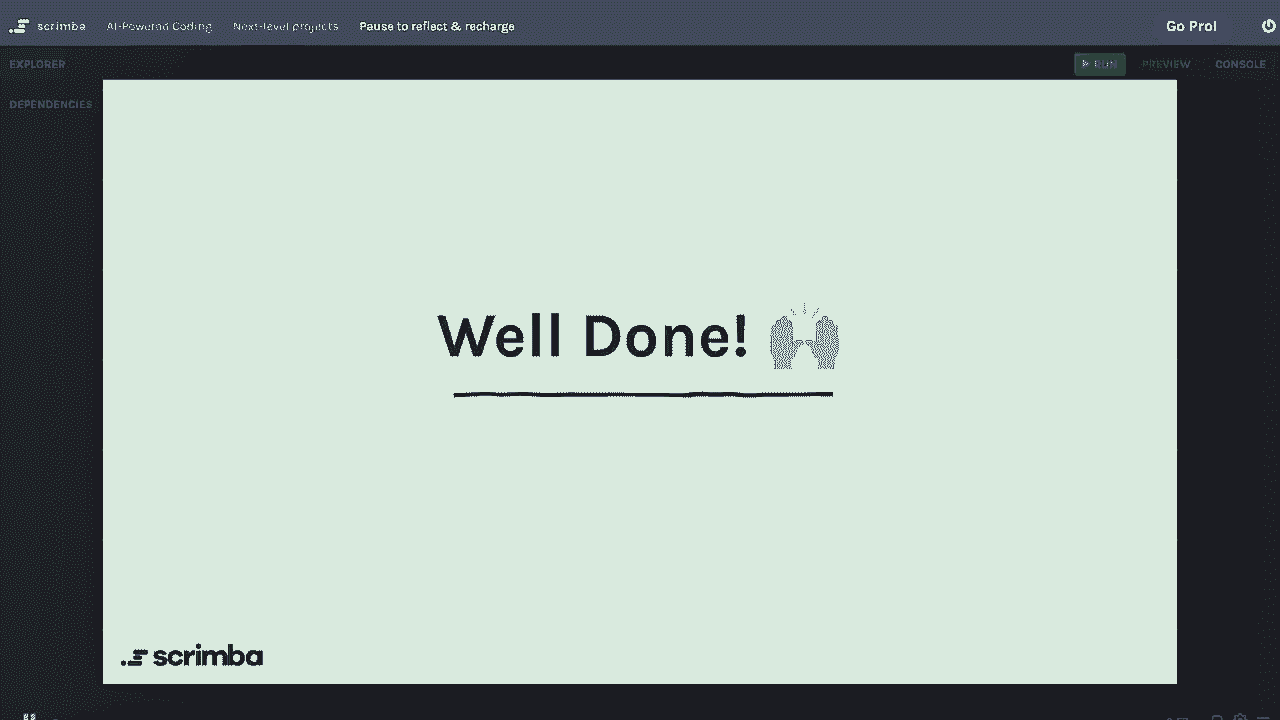 scrimba AI-Powered Coding Next-level projects Pause to reflect & recharge Go Pro!
EXPLORER RUN PREVIEW CONSOLE
DEPENDENCIES
Well Done! 🙌
scrimba